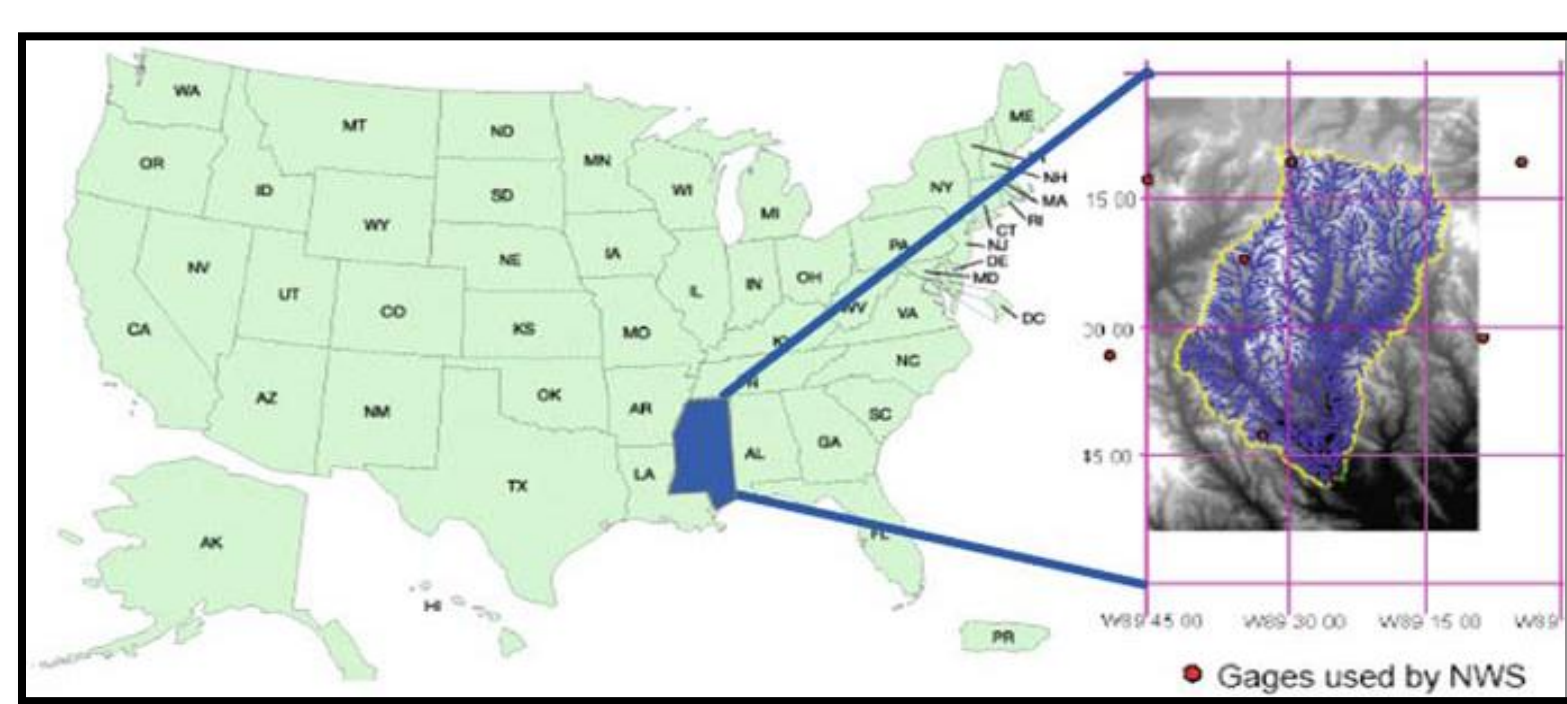 WA
MT
ND
MN
ME
OR
ID
SD
WI
MI
NY
NH
MA
RI
CT
WY
NE
IA
PA
NJ
DE
MD
NV
UT
CO
IL
IN
OH
WV
VA
DC
CA
KS
MO
NC
AZ
NM
OK
AR
SC
TX
LA
AL
GA
FL
AK
HI
PR
15 00
W89 45 00 W89 30 00 W89 15 00 W89
Gages used by NWS